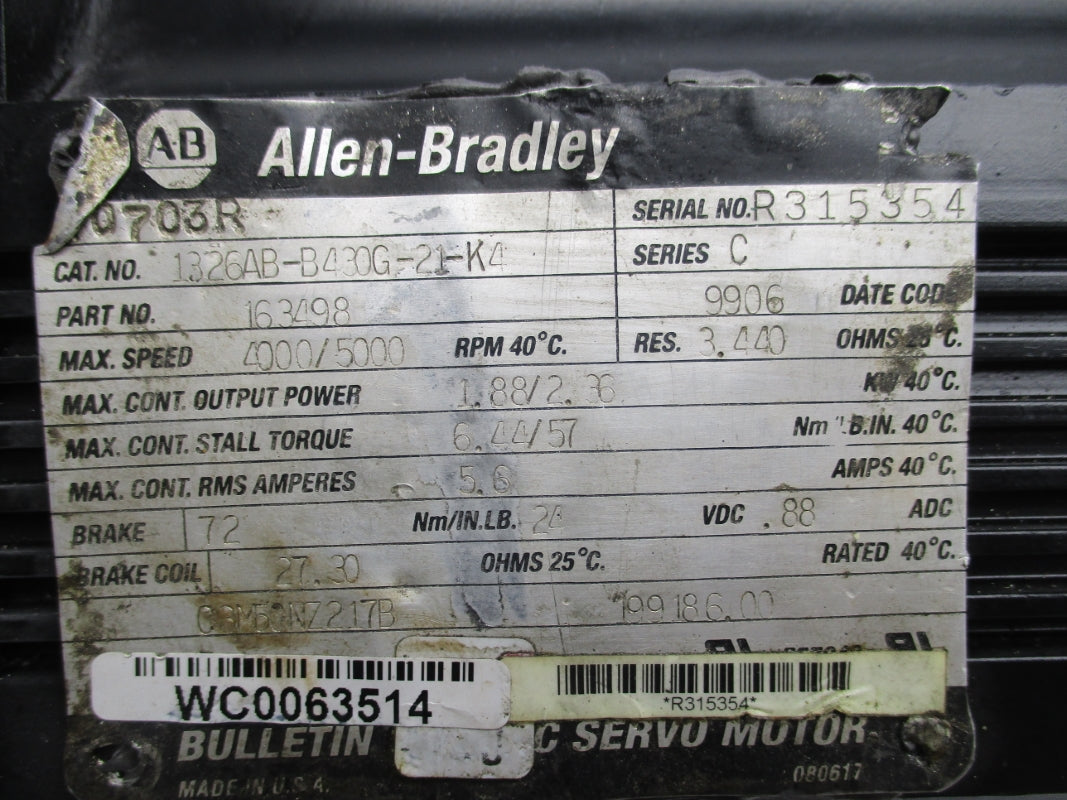 A-B Allen-Bradley
0703R SERIAL NO. R315354
CAT. NO. 1326AB-B430G-21-K4 SERIES C
PART NO. 163498 9906 DATE CODE
MAX. SPEED 4000/5000 RPM 40°C. RES. 3.440 OHMS 25°C.
MAX. CONT. OUTPUT POWER 1.88/2.36 KW 40°C.
MAX. CONT. STALL TORQUE 6.44/57 Nm LB.IN. 40°C.
MAX. CONT. RMS AMPERES 5.6 AMPS 40°C.
BRAKE 72 Nm/IN.LB. 24 VDC .88 ADC
BRAKE COIL 27.30 OHMS 25°C. RATED 40°C.
199186.00
WC0063514 *R315354*
BULLETIN C SERVO MOTOR
MADE IN U.S.A. 080617